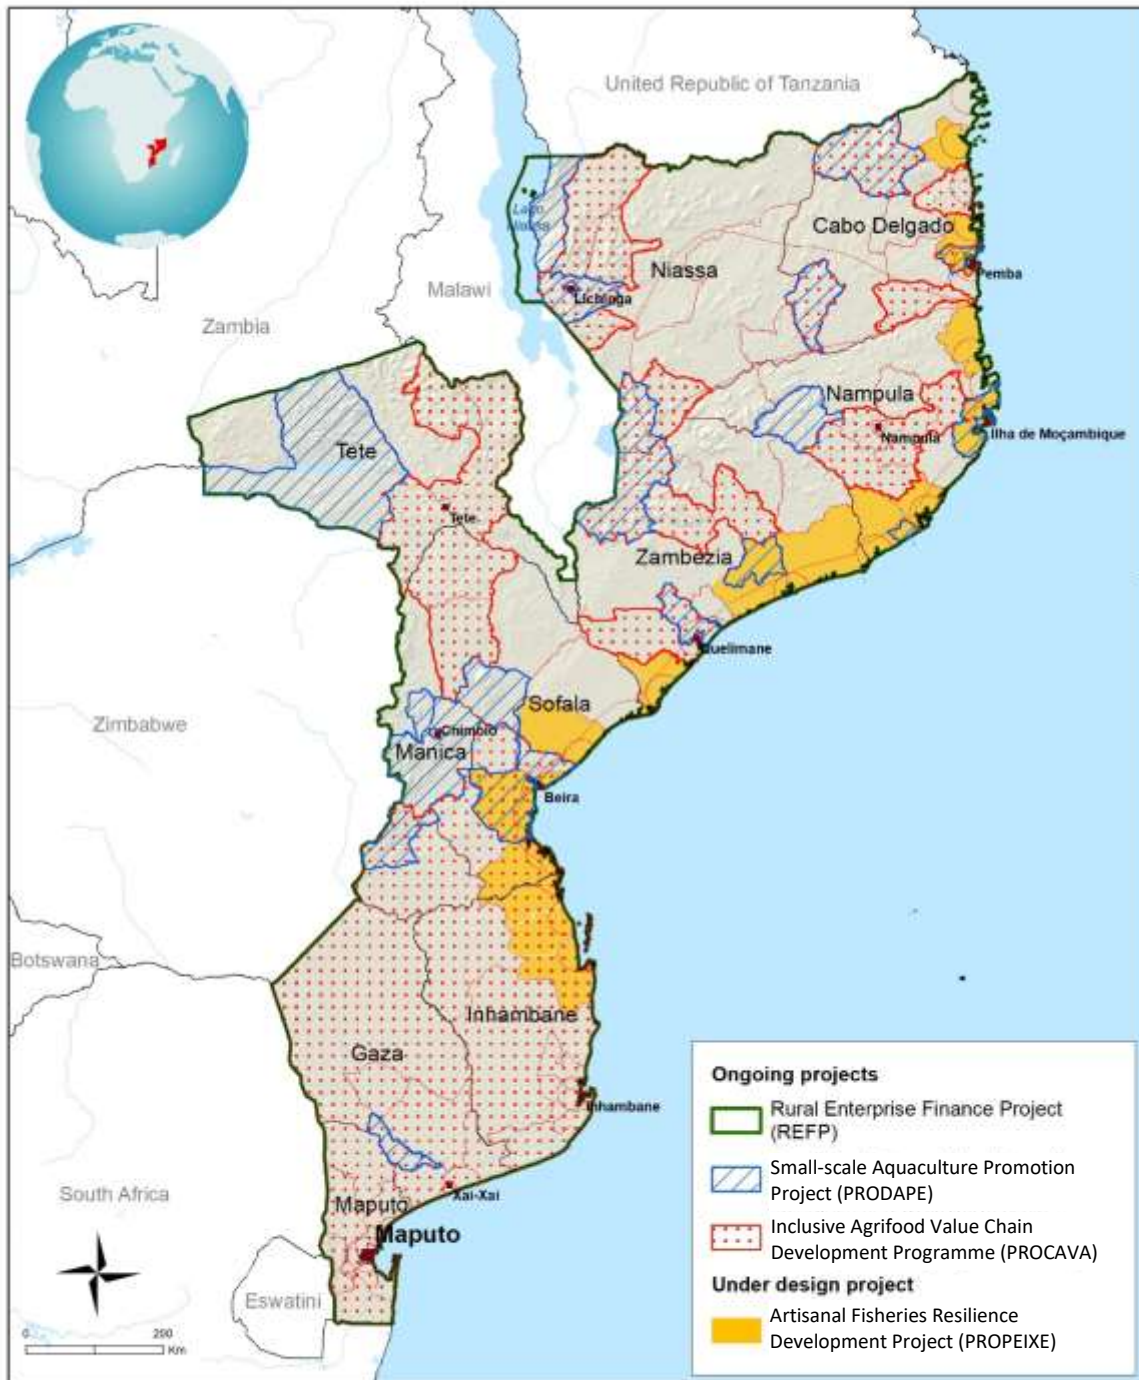 United Republic of Tanzania
Cabo Delgado
Lago
Niassa
Pemba
Malawi
Lichinga
Zambia
Nampula
Nampula
Ilha de Moçambique
Tete
Tete
Zambezia
Quelimane
Sofala
Zimbabwe
Chimoio
Manica
Beira
Botswana
Inhambane
Gaza
Inhambane
South Africa
Xai-Xai
Maputo
Maputo
Eswatini
0 200
Km
Ongoing projects
Rural Enterprise Finance Project
(REFP)
Small-scale Aquaculture Promotion
Project (PRODAPE)
Inclusive Agrifood Value Chain
Development Programme (PROCAVA)
Under design project
Artisanal Fisheries Resilience
Development Project (PROPEIXE)